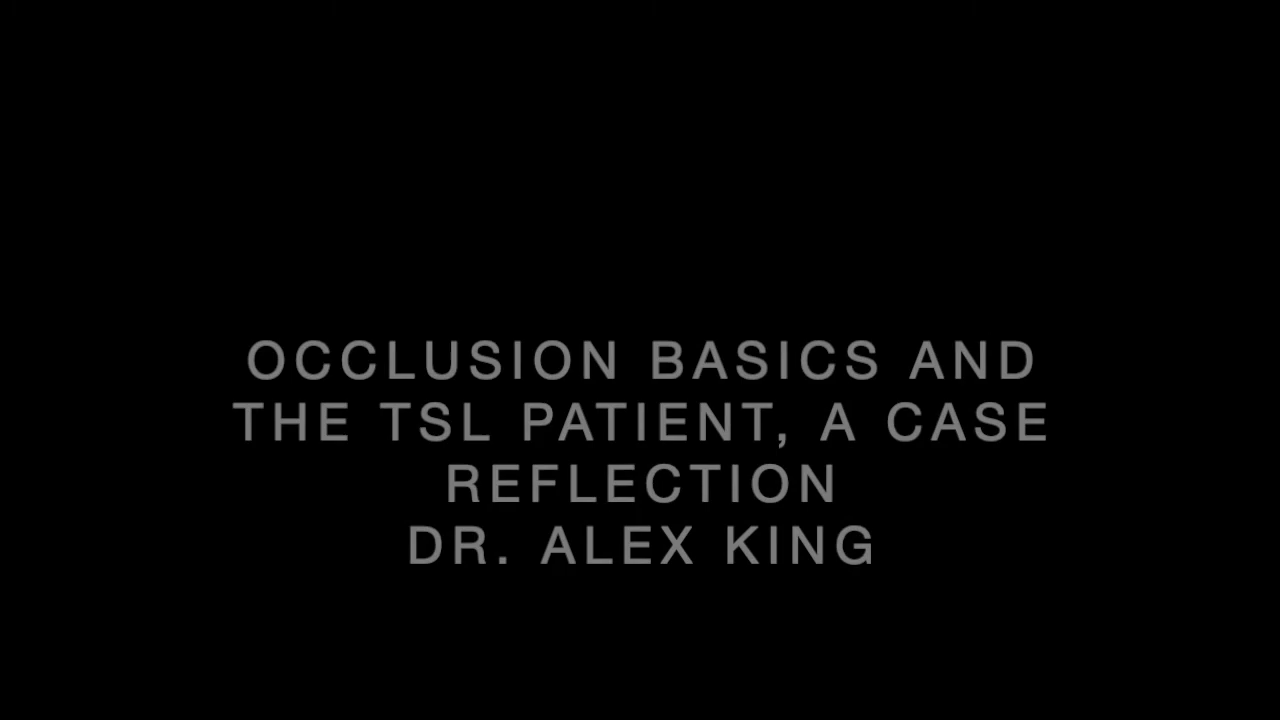 OCCLUSION BASICS AND
THE TSL PATIENT, A CASE
REFLECTION
DR. ALEX KING